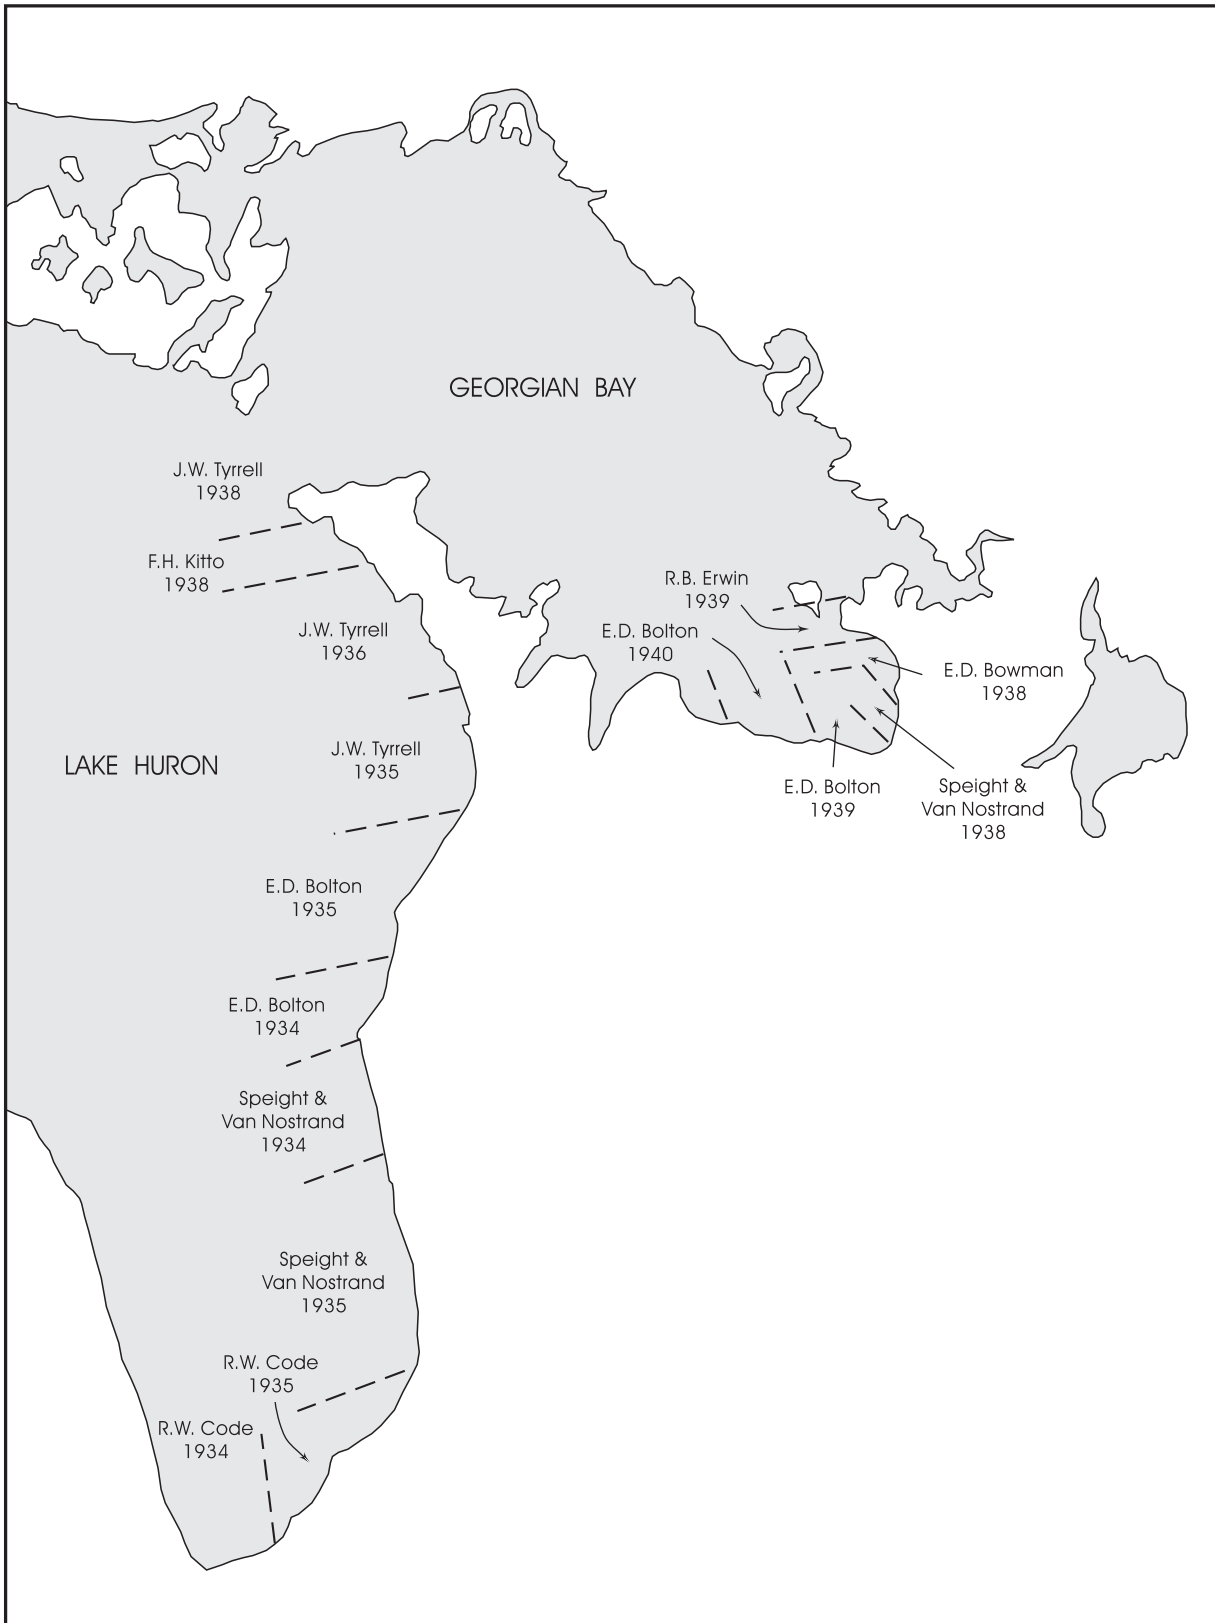 GEORGIAN BAY
J.W. Tyrrell
1938
F.H. Kitto
1938
J.W. Tyrrell
1936
R.B. Erwin
1939
E.D. Bolton
1940
E.D. Bowman
1938
LAKE HURON
J.W. Tyrrell
1935
E.D. Bolton
1939
Speight &
Van Nostrand
1938
E.D. Bolton
1935
E.D. Bolton
1934
Speight &
Van Nostrand
1934
Speight &
Van Nostrand
1935
R.W. Code
1935
R.W. Code
1934